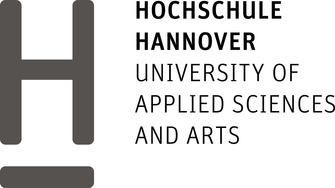 HOCHSCHULE
HANNOVER
UNIVERSITY OF
APPLIED SCIENCES
AND ARTS